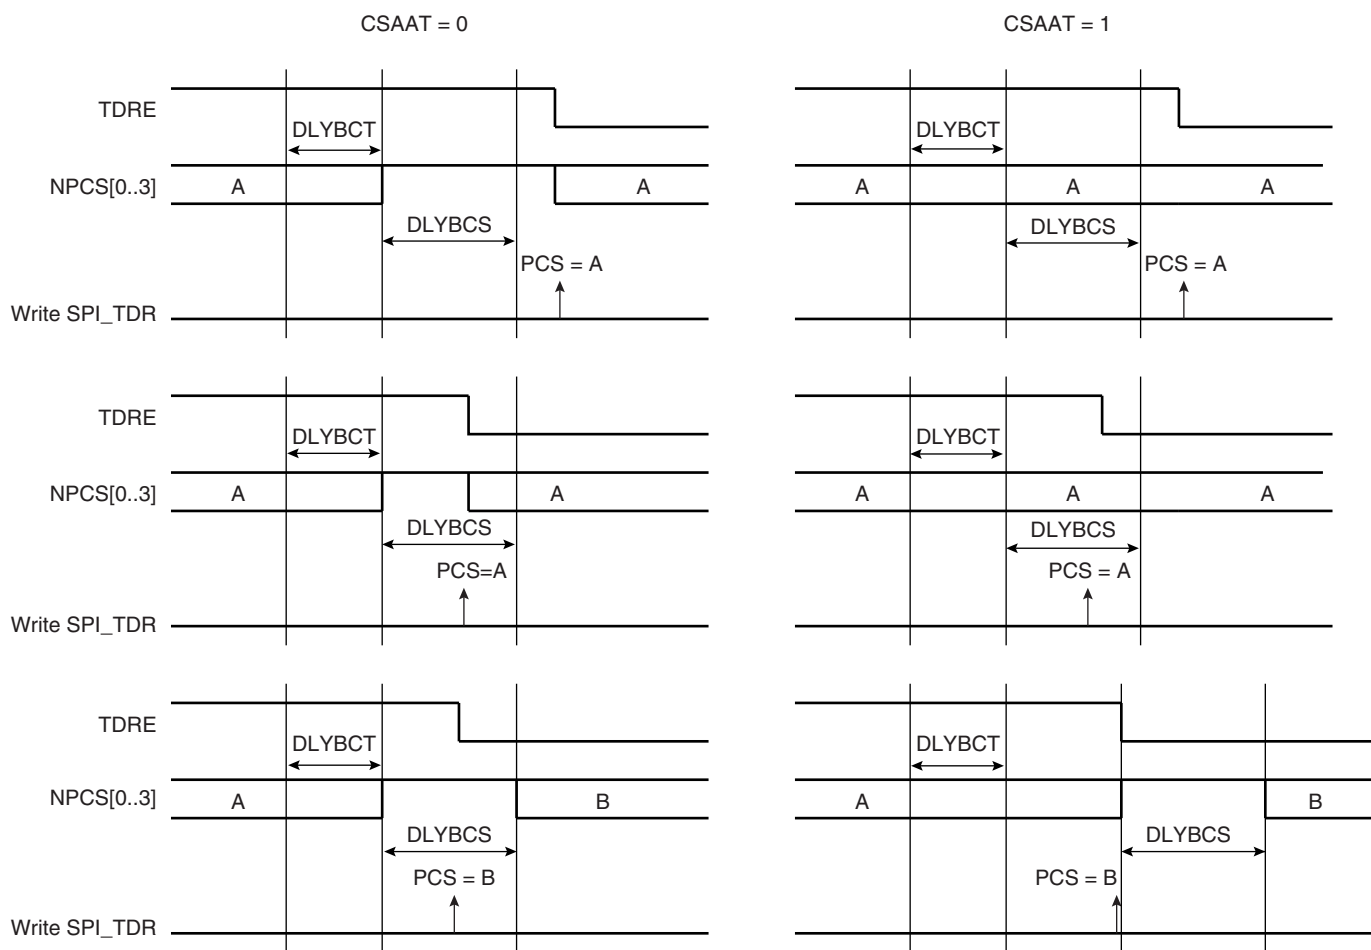 CSAAT = 0 CSAAT = 1
TDRE
DLYBCT DLYBCT
NPCS[0..3] A A A A A
DLYBCS DLYBCS
PCS = A PCS = A
Write SPI_TDR
TDRE
DLYBCT DLYBCT
NPCS[0..3] A A A A A
DLYBCS DLYBCS
PCS=A PCS = A
Write SPI_TDR
TDRE
DLYBCT DLYBCT
NPCS[0..3] A B A B
DLYBCS DLYBCS
PCS = B PCS = B
Write SPI_TDR